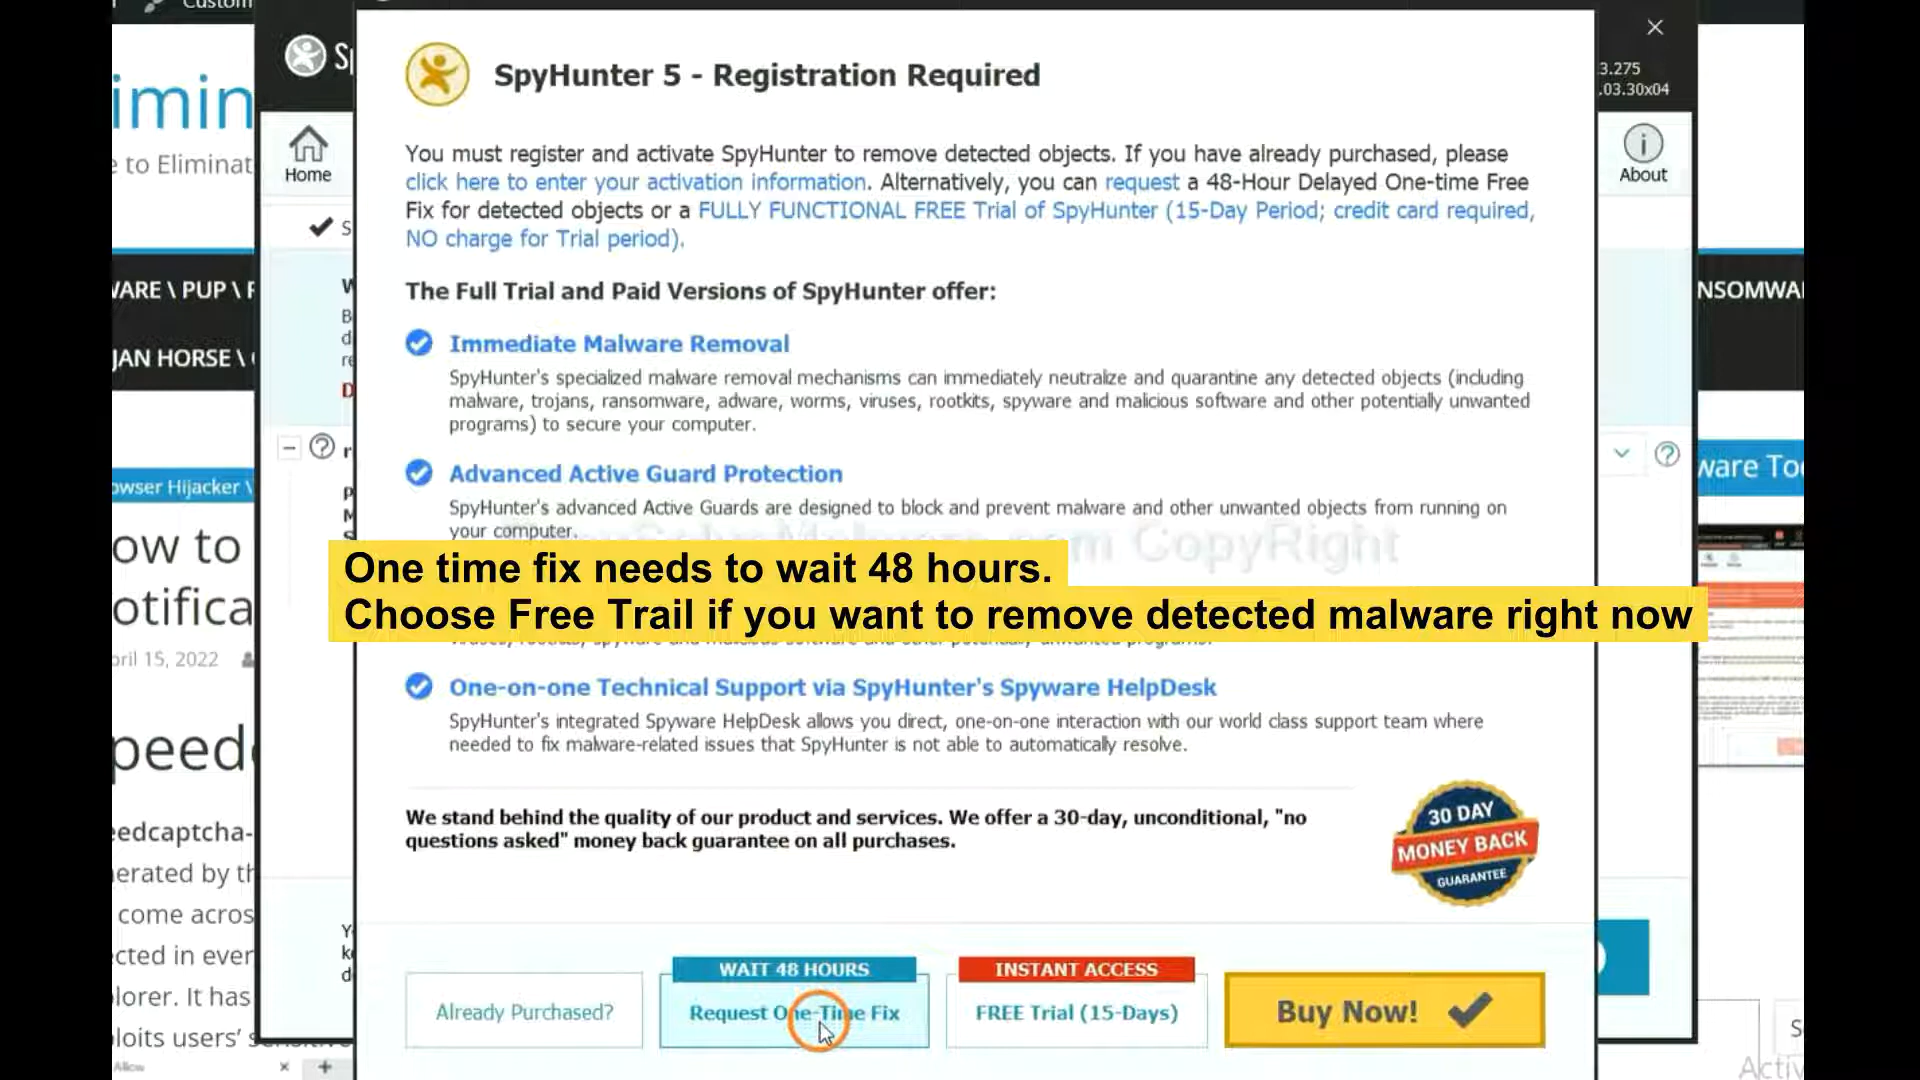 Custom
Sp
3.275
.03.30x04
SpyHunter 5 - Registration Required
imin
e to Eliminat
Home
About
You must register and activate SpyHunter to remove detected objects. If you have already purchased, please
click here to enter your activation information. Alternatively, you can request a 48-Hour Delayed One-time Free
Fix for detected objects or a FULLY FUNCTIONAL FREE Trial of SpyHunter (15-Day Period; credit card required,
NO charge for Trial period).
S
VARE \ PUP \ F
NSOMWA
JAN HORSE \
The Full Trial and Paid Versions of SpyHunter offer:
Immediate Malware Removal
SpyHunter's specialized malware removal mechanisms can immediately neutralize and quarantine any detected objects (including
malware, trojans, ransomware, adware, worms, viruses, rootkits, spyware and malicious software and other potentially unwanted
programs) to secure your computer.
Advanced Active Guard Protection
SpyHunter's advanced Active Guards are designed to block and prevent malware and other unwanted objects from running on
your computer.
owser Hijacker \
ware Too
ow to
otifica
pril 15, 2022
.com CopyRight
One time fix needs to wait 48 hours.
Choose Free Trail if you want to remove detected malware right now
One-on-one Technical Support via SpyHunter's Spyware HelpDesk
SpyHunter's integrated Spyware HelpDesk allows you direct, one-on-one interaction with our world class support team where
needed to fix malware-related issues that SpyHunter is not able to automatically resolve.
peed
edcaptcha-
erated by th
come acros
cted in ever
lorer. It has
ploits users'
We stand behind the quality of our product and services. We offer a 30-day, unconditional, "no
questions asked" money back guarantee on all purchases.
30 DAY
MONEY BACK
GUARANTEE
WAIT 48 HOURS
INSTANT ACCESS
Already Purchased?
Request One-Time Fix
FREE Trial (15-Days)
Buy Now!
Allow
S
Activ